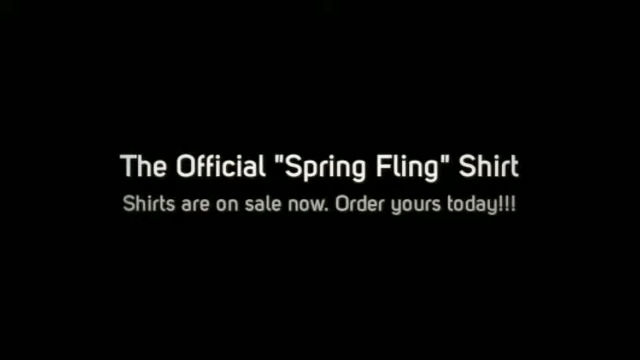 The Official "Spring Fling" Shirt
Shirts are on sale now. Order yours today!!!